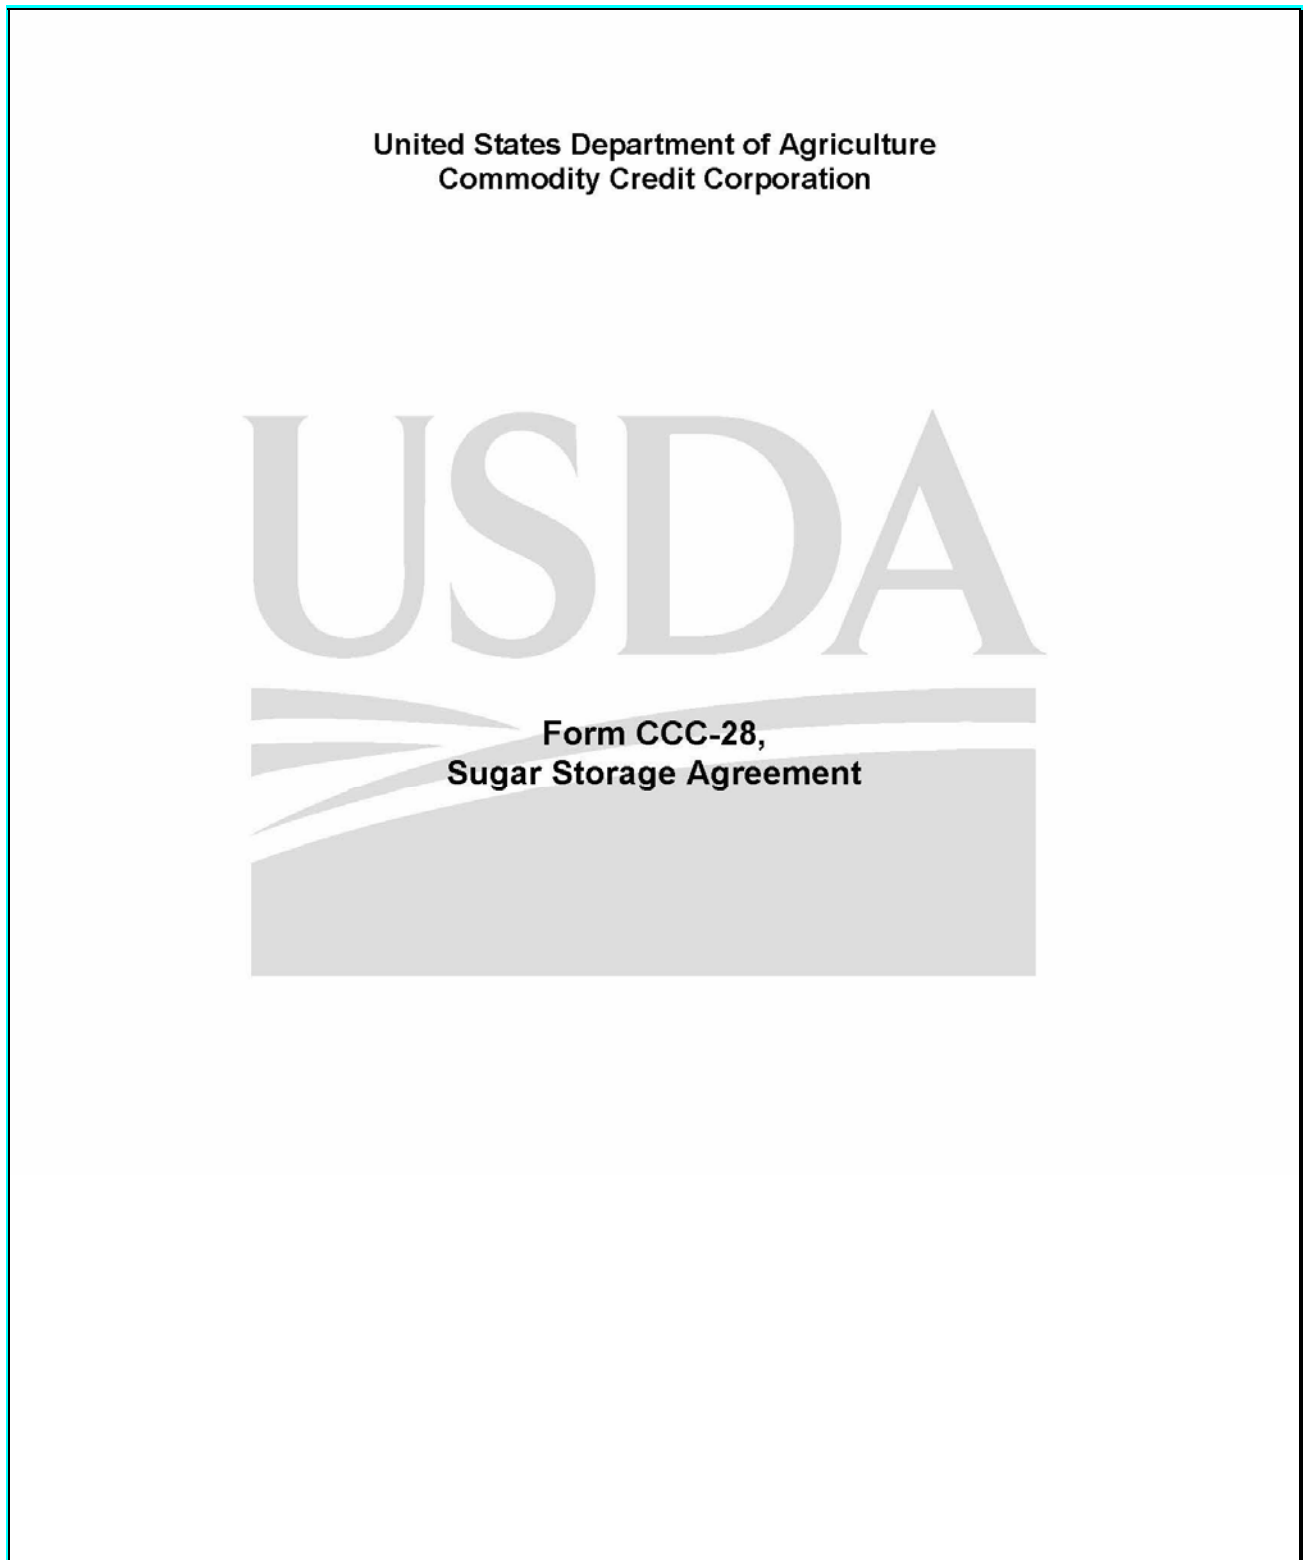 United States Department of Agriculture
Commodity Credit Corporation
USDA
Form CCC-28,
Sugar Storage Agreement